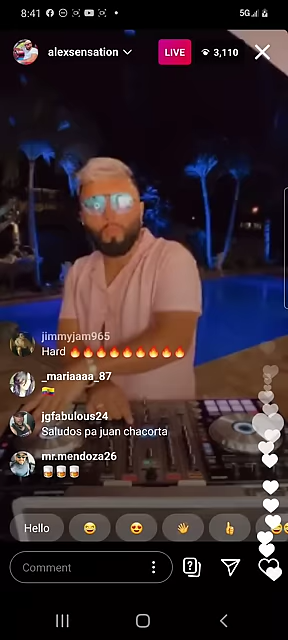 8:41
5G
alexsensation
LIVE
3,110
jimmyjam965
Hard 🔥🔥🔥🔥🔥🔥🔥🔥🔥
_mariaaaa_87
🇪🇨
jgfabulous24
Saludos pa juan chacorta
mr.mendoza26
🥃🥃🥃
Hello 😂 😍 👋 👍
Comment